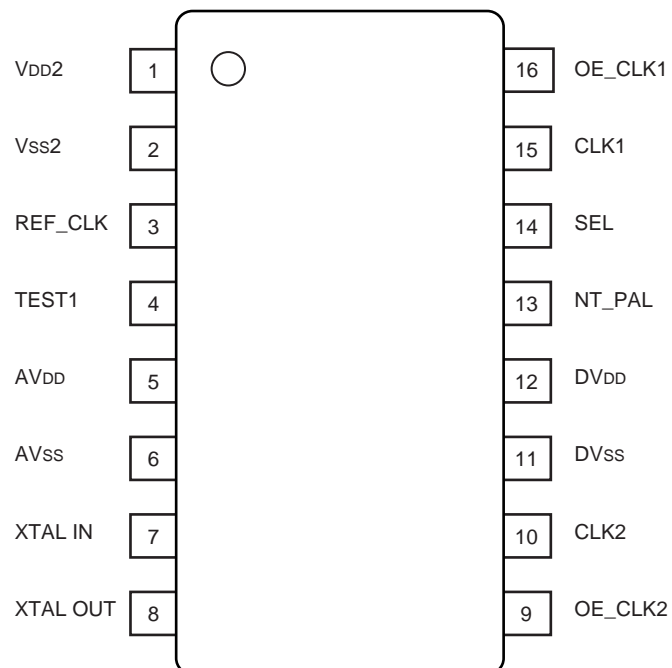 VDD2 1 16 OE_CLK1
VSS2 2 15 CLK1
REF_CLK 3 14 SEL
TEST1 4 13 NT_PAL
AVDD 5 12 DVDD
AVSS 6 11 DVSS
XTAL IN 7 10 CLK2
XTAL OUT 8 9 OE_CLK2